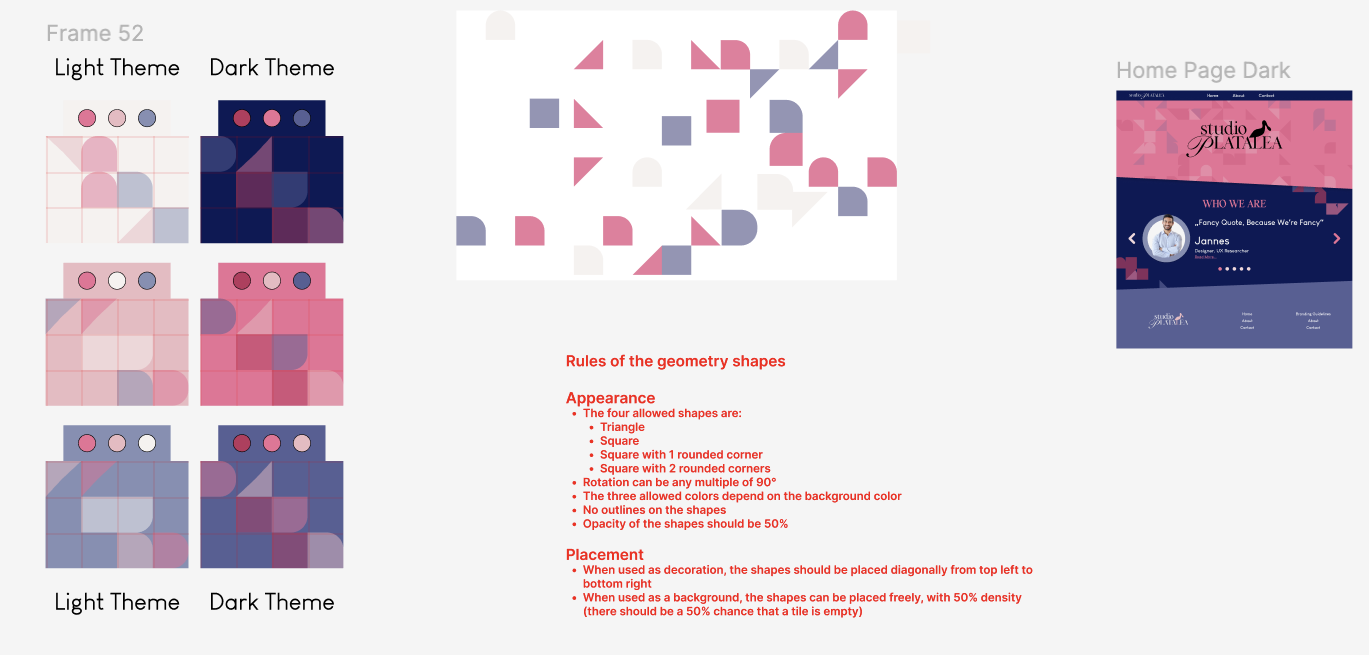 Frame 52
Light Theme
Dark Theme
Home Page Dark
studio PLATALEA
Home
About
Contact
studio
PLATALEA
WHO WE ARE
„Fancy Quote, Because We're Fancy"
Jannes
Designer, UX Researcher
studio
PLATALEA
Home
About
Contact
Branding Guidelines
About
Contact
Rules of the geometry shapes
Appearance
• The four allowed shapes are:
• Triangle
• Square
• Square with 1 rounded corner
• Square with 2 rounded corners
• Rotation can be any multiple of 90°
• The three allowed colors depend on the background color
• No outlines on the shapes
• Opacity of the shapes should be 50%
Placement
• When used as decoration, the shapes should be placed diagonally from top left to
bottom right
• When used as a background, the shapes can be placed freely, with 50% density
(there should be a 50% chance that a tile is empty)
Light Theme
Dark Theme